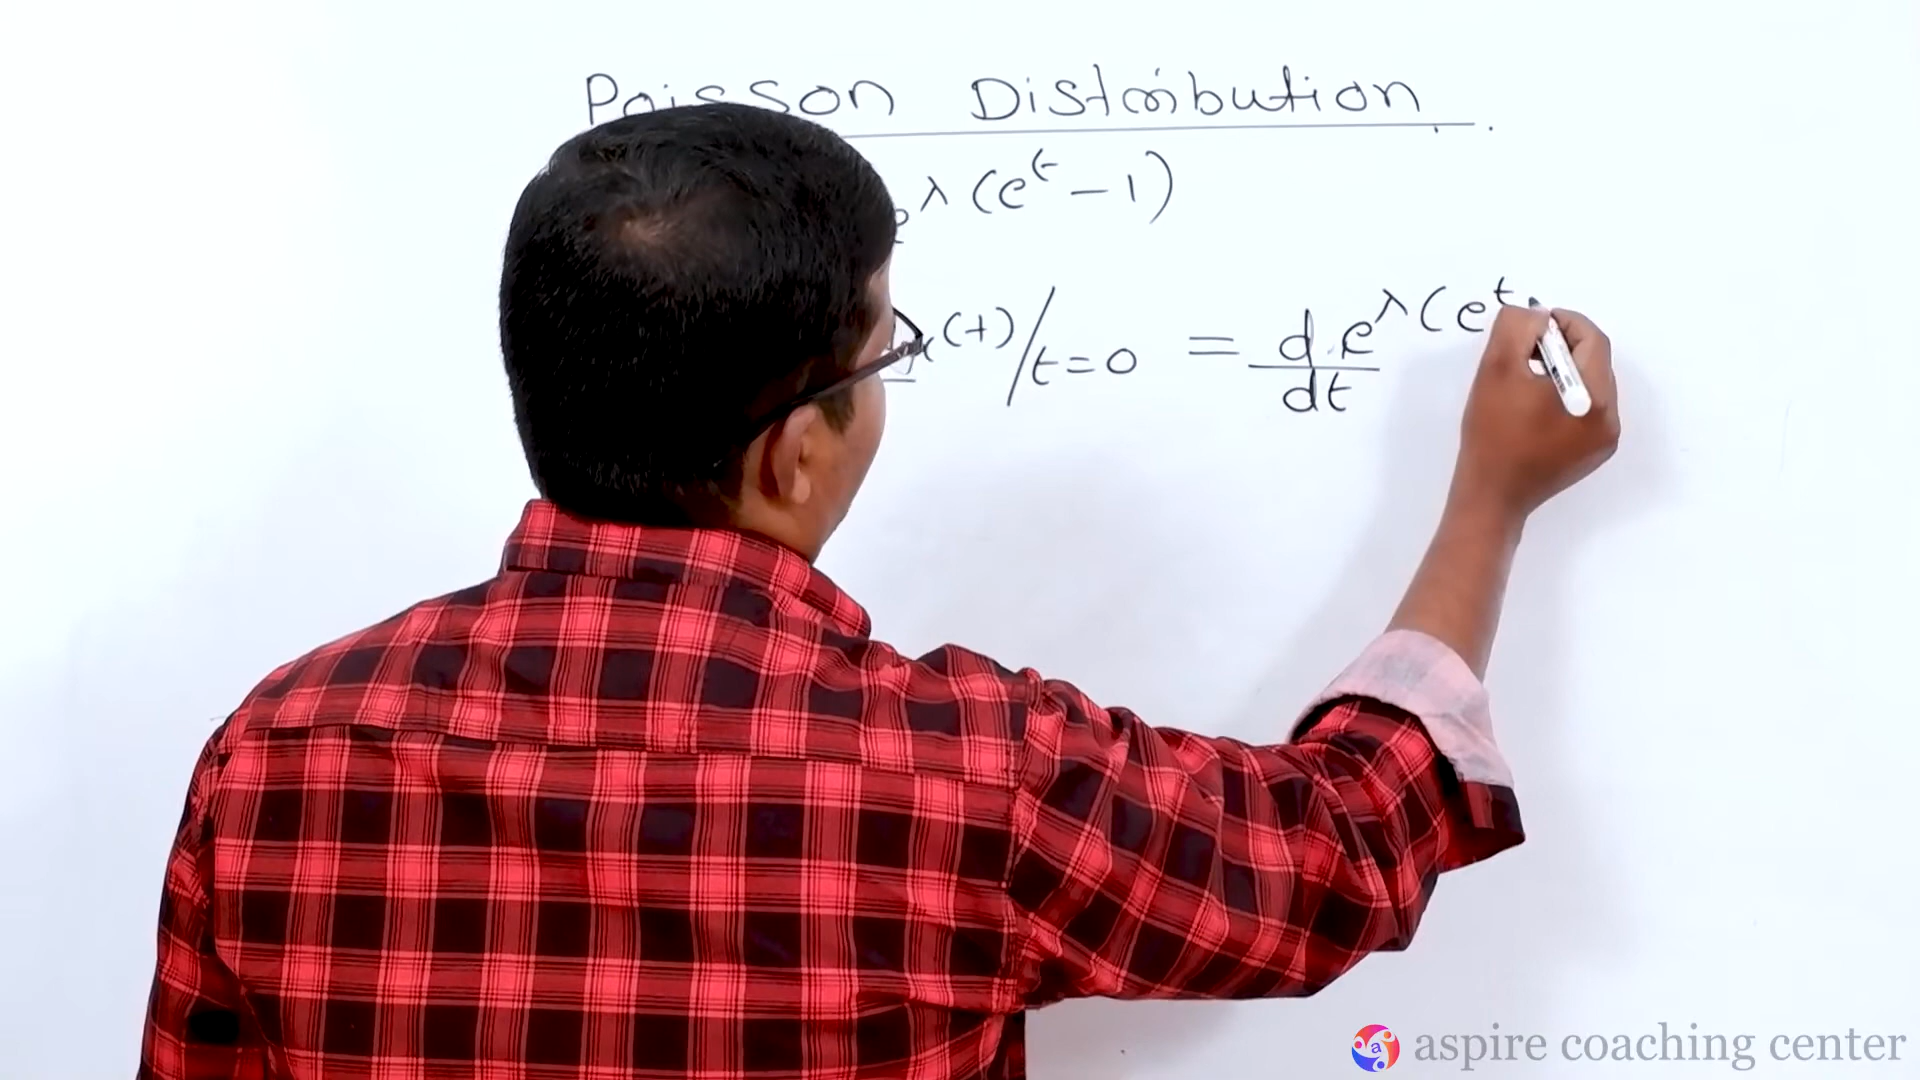 Poisson Distribution.
e^λ(e^t - 1)
x(t)/t=0 = d/dt e^λ(e^t
aspire coaching center